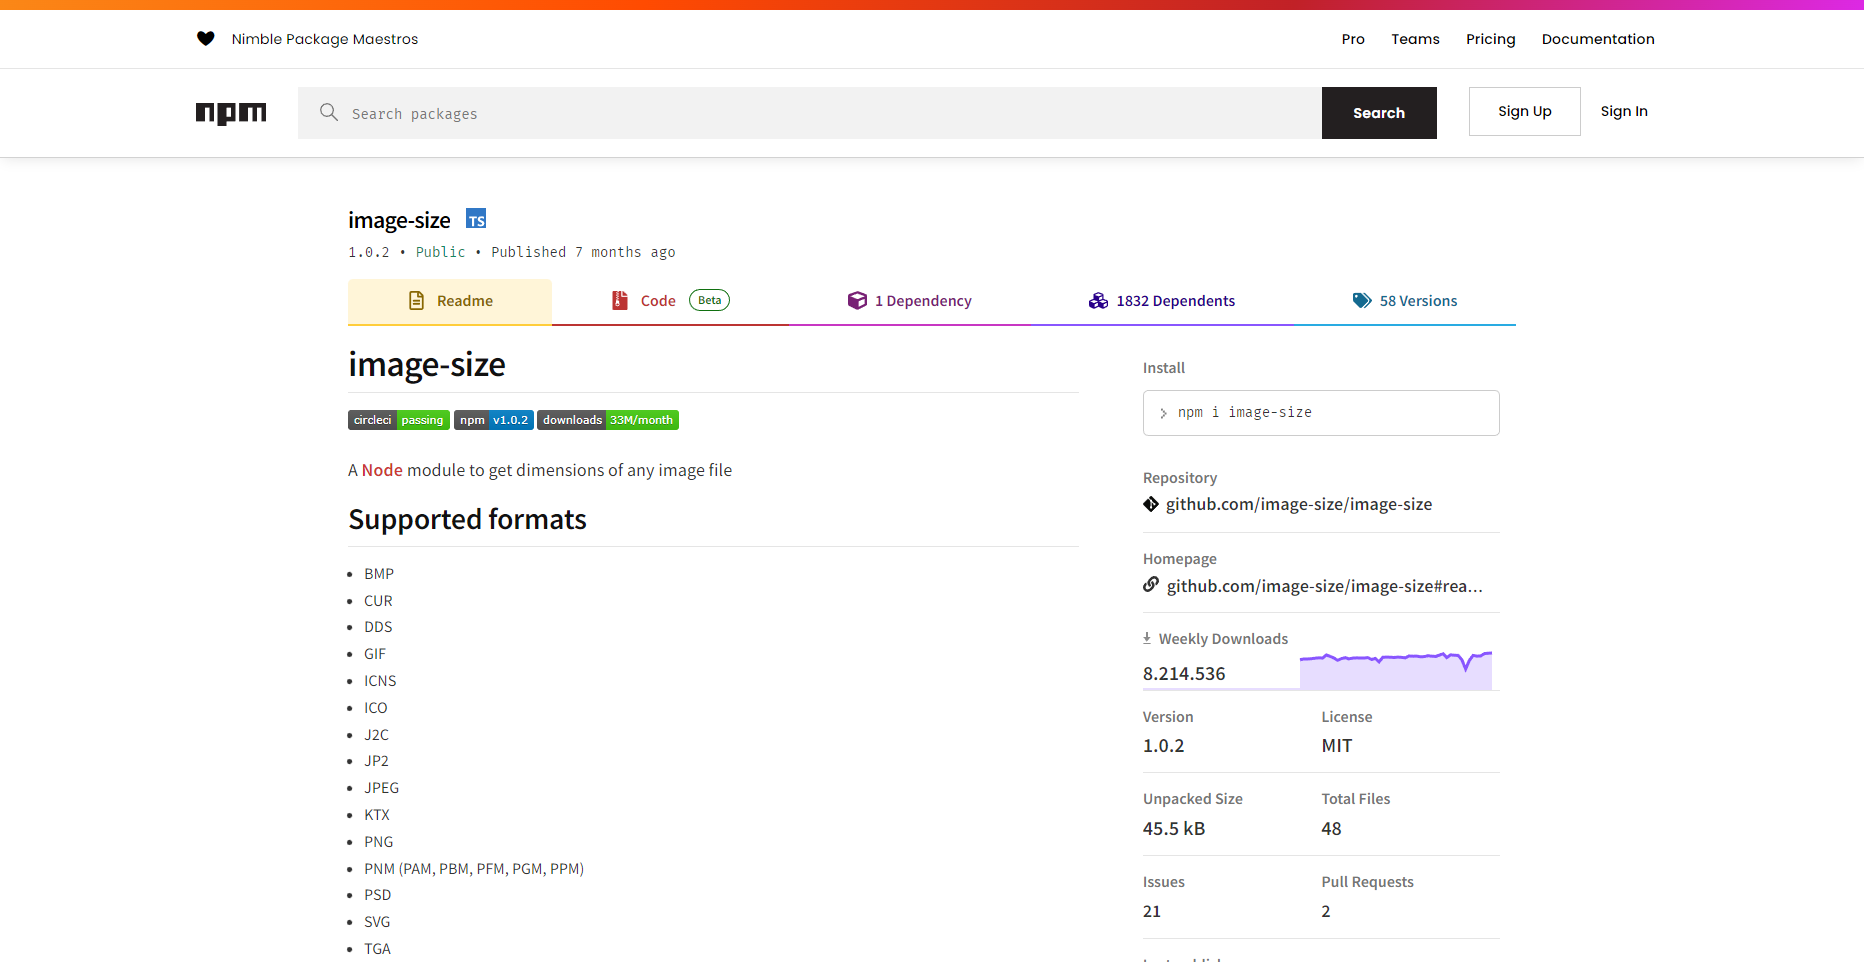 Nimble Package Maestros
Pro Teams Pricing Documentation
npm
Search packages
Search
Sign Up
Sign In
image-size TS
1.0.2 • Public • Published 7 months ago
Readme
Code Beta
1 Dependency
1832 Dependents
58 Versions
image-size
circleci passing npm v1.0.2 downloads 33M/month
A Node module to get dimensions of any image file
Supported formats
• BMP
• CUR
• DDS
• GIF
• ICNS
• ICO
• J2C
• JP2
• JPEG
• KTX
• PNG
• PNM (PAM, PBM, PFM, PGM, PPM)
• PSD
• SVG
• TGA
Install
npm i image-size
Repository
github.com/image-size/image-size
Homepage
github.com/image-size/image-size#rea...
Weekly Downloads
8.214.536
Version License
1.0.2 MIT
Unpacked Size Total Files
45.5 kB 48
Issues Pull Requests
21 2